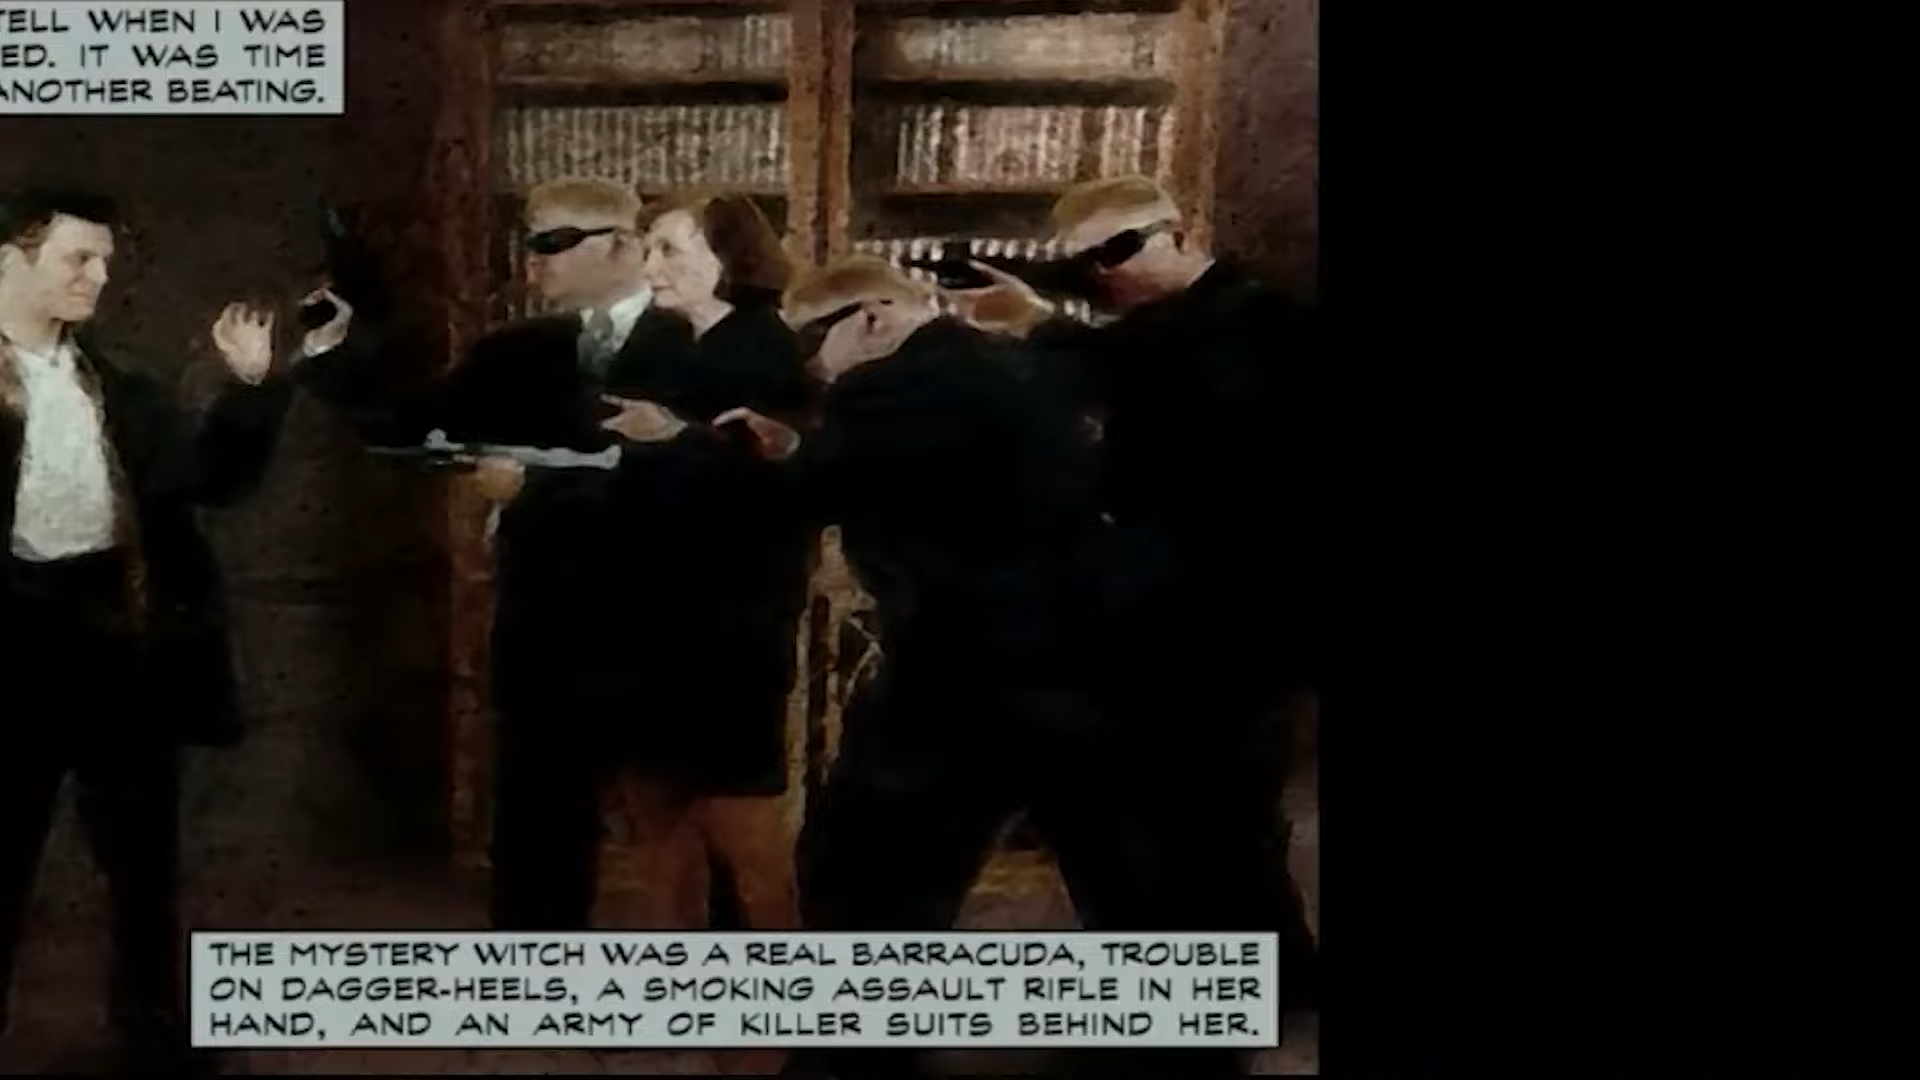 TELL WHEN I WAS
ED. IT WAS TIME
ANOTHER BEATING.
THE MYSTERY WITCH WAS A REAL BARRACUDA, TROUBLE
ON DAGGER-HEELS, A SMOKING ASSAULT RIFLE IN HER
HAND, AND AN ARMY OF KILLER SUITS BEHIND HER.